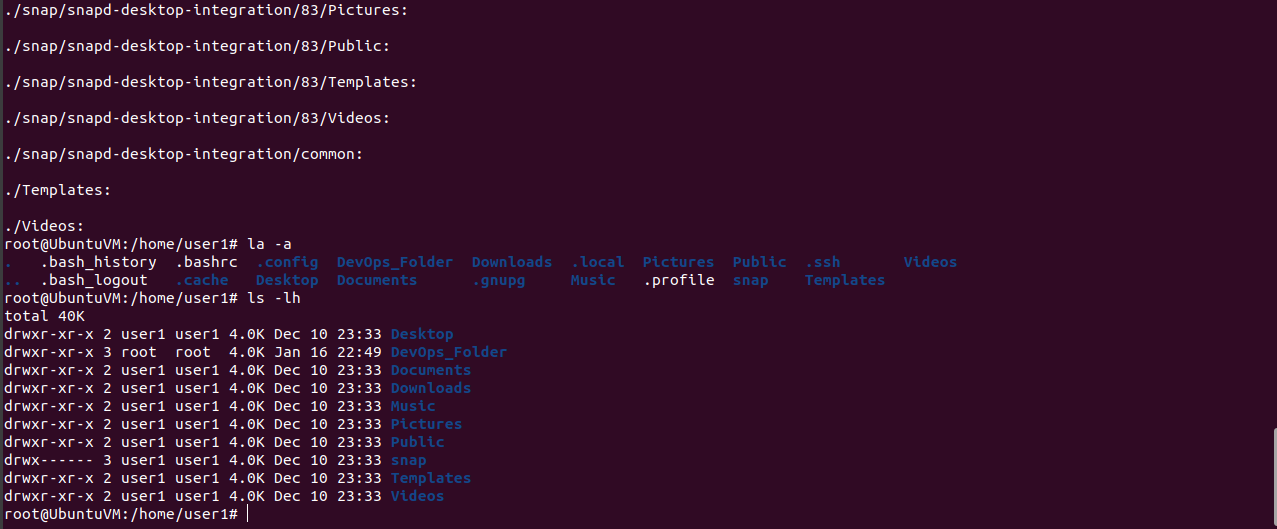 ./snap/snapd-desktop-integration/83/Pictures:
./snap/snapd-desktop-integration/83/Public:
./snap/snapd-desktop-integration/83/Templates:
./snap/snapd-desktop-integration/83/Videos:
./snap/snapd-desktop-integration/common:
./Templates:
./Videos:
root@UbuntuVM:/home/user1# la -a
.   .bash_history  .bashrc  .config  DevOps_Folder  Downloads  .local  Pictures  Public  .ssh       Videos
..  .bash_logout   .cache   Desktop  Documents      .gnupg     Music   .profile  snap    Templates
root@UbuntuVM:/home/user1# ls -lh
total 40K
drwxr-xr-x 2 user1 user1 4.0K Dec 10 23:33 Desktop
drwxr-xr-x 3 root  root  4.0K Jan 16 22:49 DevOps_Folder
drwxr-xr-x 2 user1 user1 4.0K Dec 10 23:33 Documents
drwxr-xr-x 2 user1 user1 4.0K Dec 10 23:33 Downloads
drwxr-xr-x 2 user1 user1 4.0K Dec 10 23:33 Music
drwxr-xr-x 2 user1 user1 4.0K Dec 10 23:33 Pictures
drwxr-xr-x 2 user1 user1 4.0K Dec 10 23:33 Public
drwx------ 3 user1 user1 4.0K Dec 10 23:33 snap
drwxr-xr-x 2 user1 user1 4.0K Dec 10 23:33 Templates
drwxr-xr-x 2 user1 user1 4.0K Dec 10 23:33 Videos
root@UbuntuVM:/home/user1#